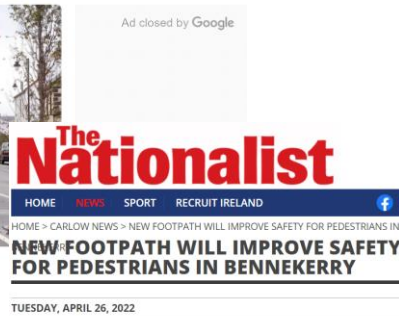 Ad closed by Google
The
Nationalist
HOME NEWS SPORT RECRUIT IRELAND
HOME > CARLOW NEWS > NEW FOOTPATH WILL IMPROVE SAFETY FOR PEDESTRIANS IN
NEW FOOTPATH WILL IMPROVE SAFETY
FOR PEDESTRIANS IN BENNEKERRY
TUESDAY, APRIL 26, 2022